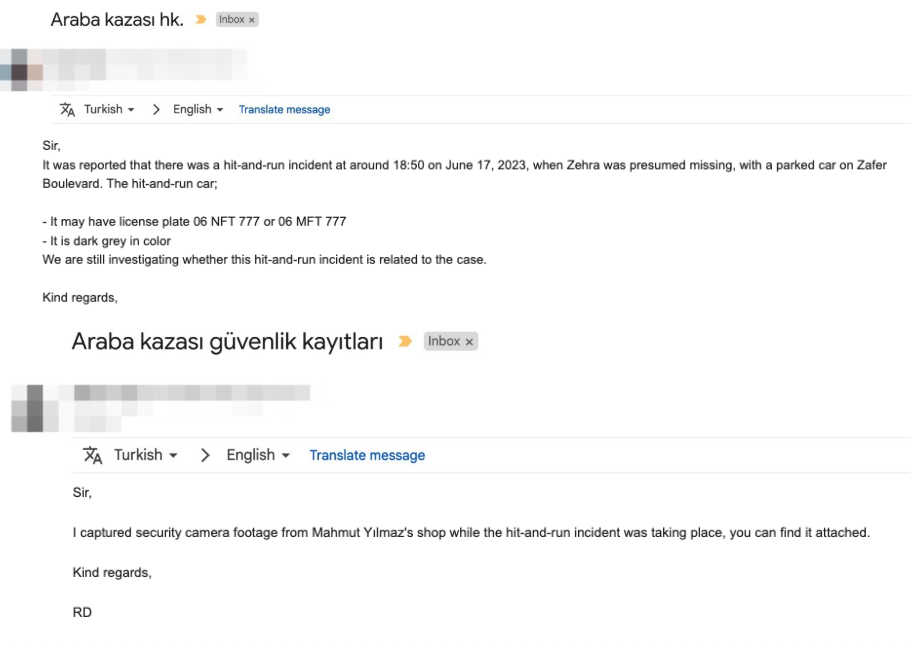 Araba kazası hk.
Inbox ×
Turkish
English
Translate message
Sir,
It was reported that there was a hit-and-run incident at around 18:50 on June 17, 2023, when Zehra was presumed missing, with a parked car on Zafer
Boulevard. The hit-and-run car;
- It may have license plate 06 NFT 777 or 06 MFT 777
- It is dark grey in color
We are still investigating whether this hit-and-run incident is related to the case.
Kind regards,
Araba kazası güvenlik kayıtları
Inbox ×
Turkish
English
Translate message
Sir,
I captured security camera footage from Mahmut Yılmaz's shop while the hit-and-run incident was taking place, you can find it attached.
Kind regards,
RD